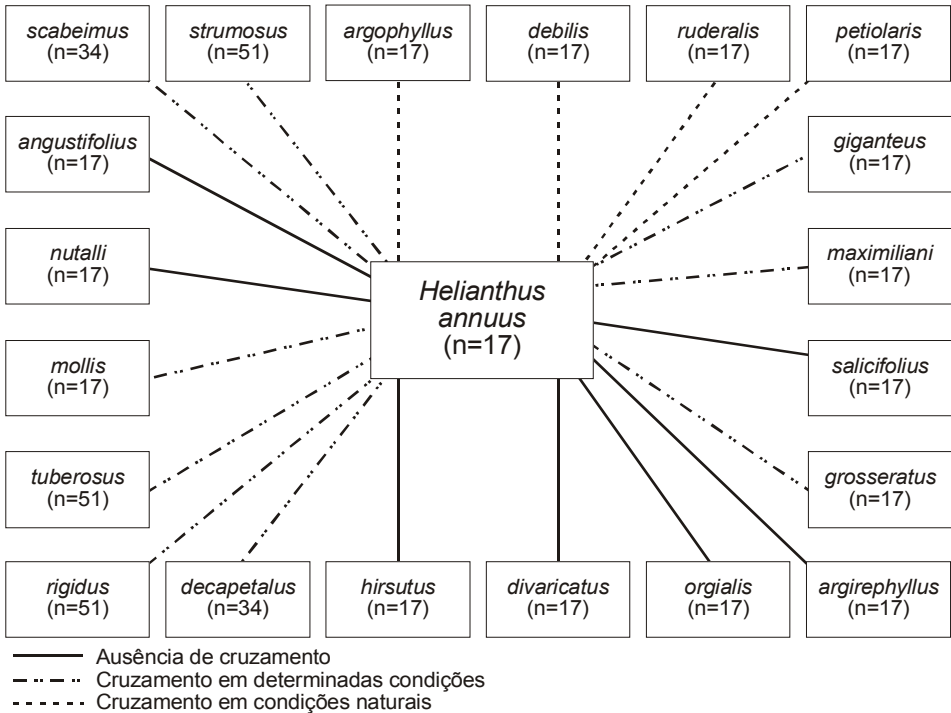 scabeimus
(n=34)
strumosus
(n=51)
argophyllus
(n=17)
debilis
(n=17)
ruderalis
(n=17)
petiolaris
(n=17)
angustifolius
(n=17)
giganteus
(n=17)
nutalli
(n=17)
Helianthus
annuus
(n=17)
maximiliani
(n=17)
mollis
(n=17)
salicifolius
(n=17)
tuberosus
(n=51)
grosseratus
(n=17)
rigidus
(n=51)
decapetalus
(n=34)
hirsutus
(n=17)
divaricatus
(n=17)
orgialis
(n=17)
argirephyllus
(n=17)
Ausência de cruzamento
Cruzamento em determinadas condições
Cruzamento em condições naturais